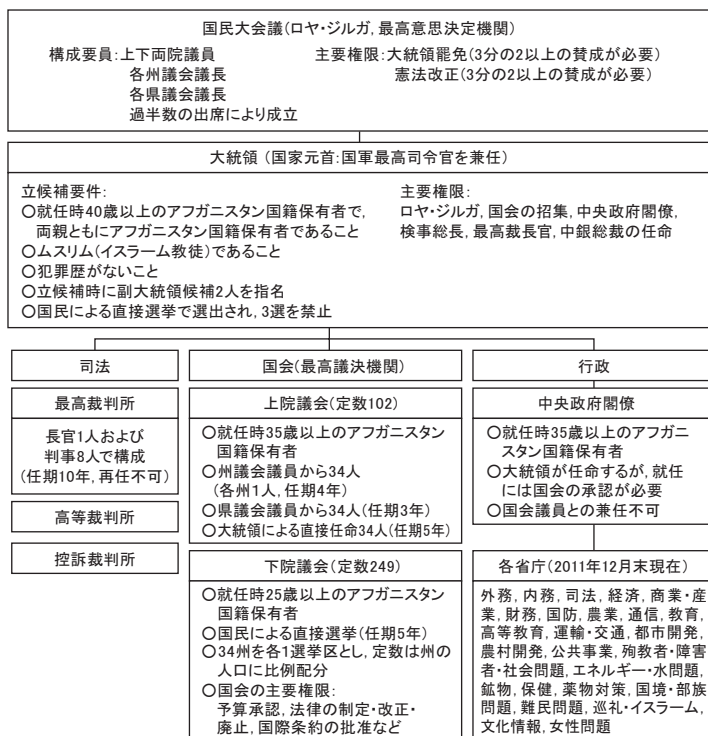 国民大会議(ロヤ・ジルガ,最高意思決定機関)
構成要員:上下両院議員
各州議会議長
各県議会議長
過半数の出席により成立
主要権限:大統領罷免(3分の2以上の賛成が必要)
憲法改正(3分の2以上の賛成が必要)
大統領 (国家元首:国軍最高司令官を兼任)
立候補要件:
○就任時40歳以上のアフガニスタン国籍保有者で,
両親ともにアフガニスタン国籍保有者であること
○ムスリム(イスラーム教徒)であること
○犯罪歴がないこと
○立候補時に副大統領候補2人を指名
○国民による直接選挙で選出され,3選を禁止
主要権限:
ロヤ・ジルガ,国会の招集,中央政府閣僚,
検事総長,最高裁長官,中銀総裁の任命
司法
最高裁判所
長官1人および
判事8人で構成
(任期10年,再任不可)
高等裁判所
控訴裁判所
国会(最高議決機関)
上院議会(定数102)
○就任時35歳以上のアフガニスタン
国籍保有者
○州議会議員から34人
(各州1人,任期4年)
○県議会議員から34人(任期3年)
○大統領による直接任命34人(任期5年)
下院議会(定数249)
○就任時25歳以上のアフガニスタン
国籍保有者
○国民による直接選挙(任期5年)
○34州を各1選挙区とし,定数は州の
人口に比例配分
○国会の主要権限:
予算承認,法律の制定・改正・
廃止,国際条約の批准など
行政
中央政府閣僚
○就任時35歳以上のアフガニ
スタン国籍保有者
○大統領が任命するが,就任
には国会の承認が必要
○国会議員との兼任不可
各省庁(2011年12月末現在)
外務,内務,司法,経済,商業・産
業,財務,国防,農業,通信,教育,
高等教育,運輸・交通,都市開発,
農村開発,公共事業,殉教者・障害
者・社会問題,エネルギー・水問題,
鉱物,保健,薬物対策,国境・部族
問題,難民問題,巡礼・イスラーム,
文化情報,女性問題